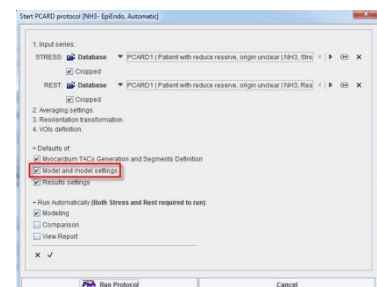 Start PCARD protocol [NH3- EpiEndo, Automatic]
1. Input series:
STRESS: Database PCARD1 | Patient with reduce reserve, origin unclear | NH3, Stre
Cropped
REST: Database PCARD1 | Patient with reduce reserve, origin unclear | NH3, Res
Cropped
2. Averaging settings.
3. Reorientation transformation.
4. VOIs definition.
Defaults of:
Myocardium TACs Generation and Segments Definition
Model and model settings
Results settings
Run Automatically (Both Stress and Rest required to run):
Modeling
Comparison
View Report
Run Protocol Cancel